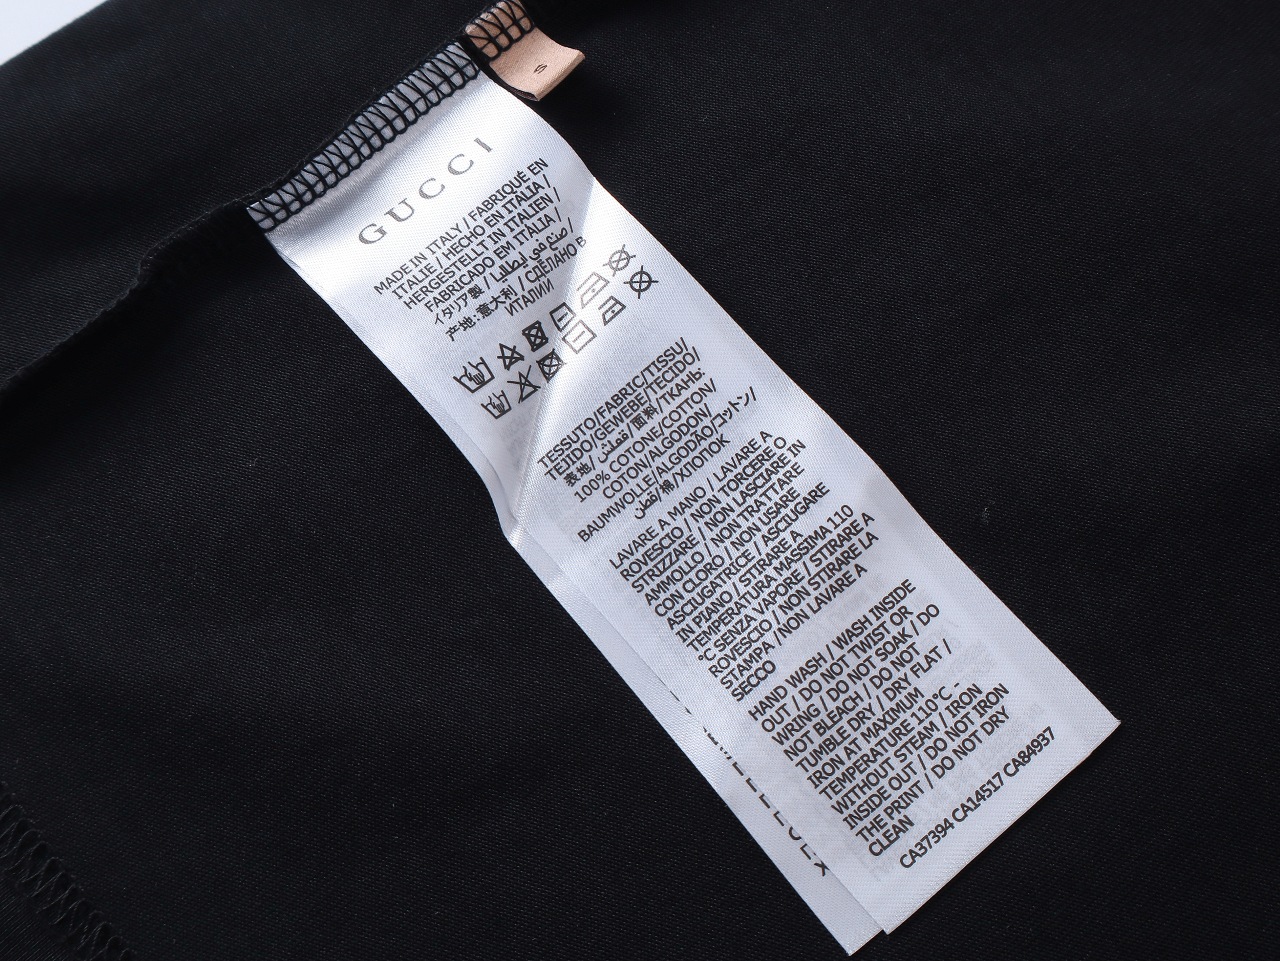 S
GUCCI
MADE IN ITALY / FABRIQUÉ EN
ITALIE / HECHO EN ITALIA /
HERGESTELLT IN ITALIEN /
FABRICADO EM ITALIA /
イタリア製 / صنع في ايطاليا /
产地:意大利 / СДЕЛАНО В
ИТАЛИИ
TESSUTO/FABRIC/TISSU/
TEJIDO/GEWEBE/TECIDO/
表地/قماش/面料/ТКАНЬ:
100% COTONE/COTTON/
COTON/ALGODON/
BAUMWOLLE/ALGODÃO/コットン/
قطن/棉/ХЛОПОК
LAVARE A MANO / LAVARE A
ROVESCIO / NON TORCERE O
STRIZZARE / NON LASCIARE IN
AMMOLLO / NON TRATTARE
CON CLORO / NON USARE
ASCIUGATRICE / ASCIUGARE
IN PIANO / STIRARE A
TEMPERATURA MASSIMA 110
°C SENZA VAPORE / STIRARE A
ROVESCIO / NON STIRARE LA
STAMPA /NON LAVARE A
SECCO
HAND WASH / WASH INSIDE
OUT / DO NOT TWIST OR
WRING / DO NOT SOAK / DO
NOT BLEACH / DO NOT
TUMBLE DRY / DRY FLAT /
IRON AT MAXIMUM
TEMPERATURE 110°C -
WITHOUT STEAM / IRON
INSIDE OUT / DO NOT IRON
THE PRINT / DO NOT DRY
CLEAN
CA37394 CA14517 CA84937